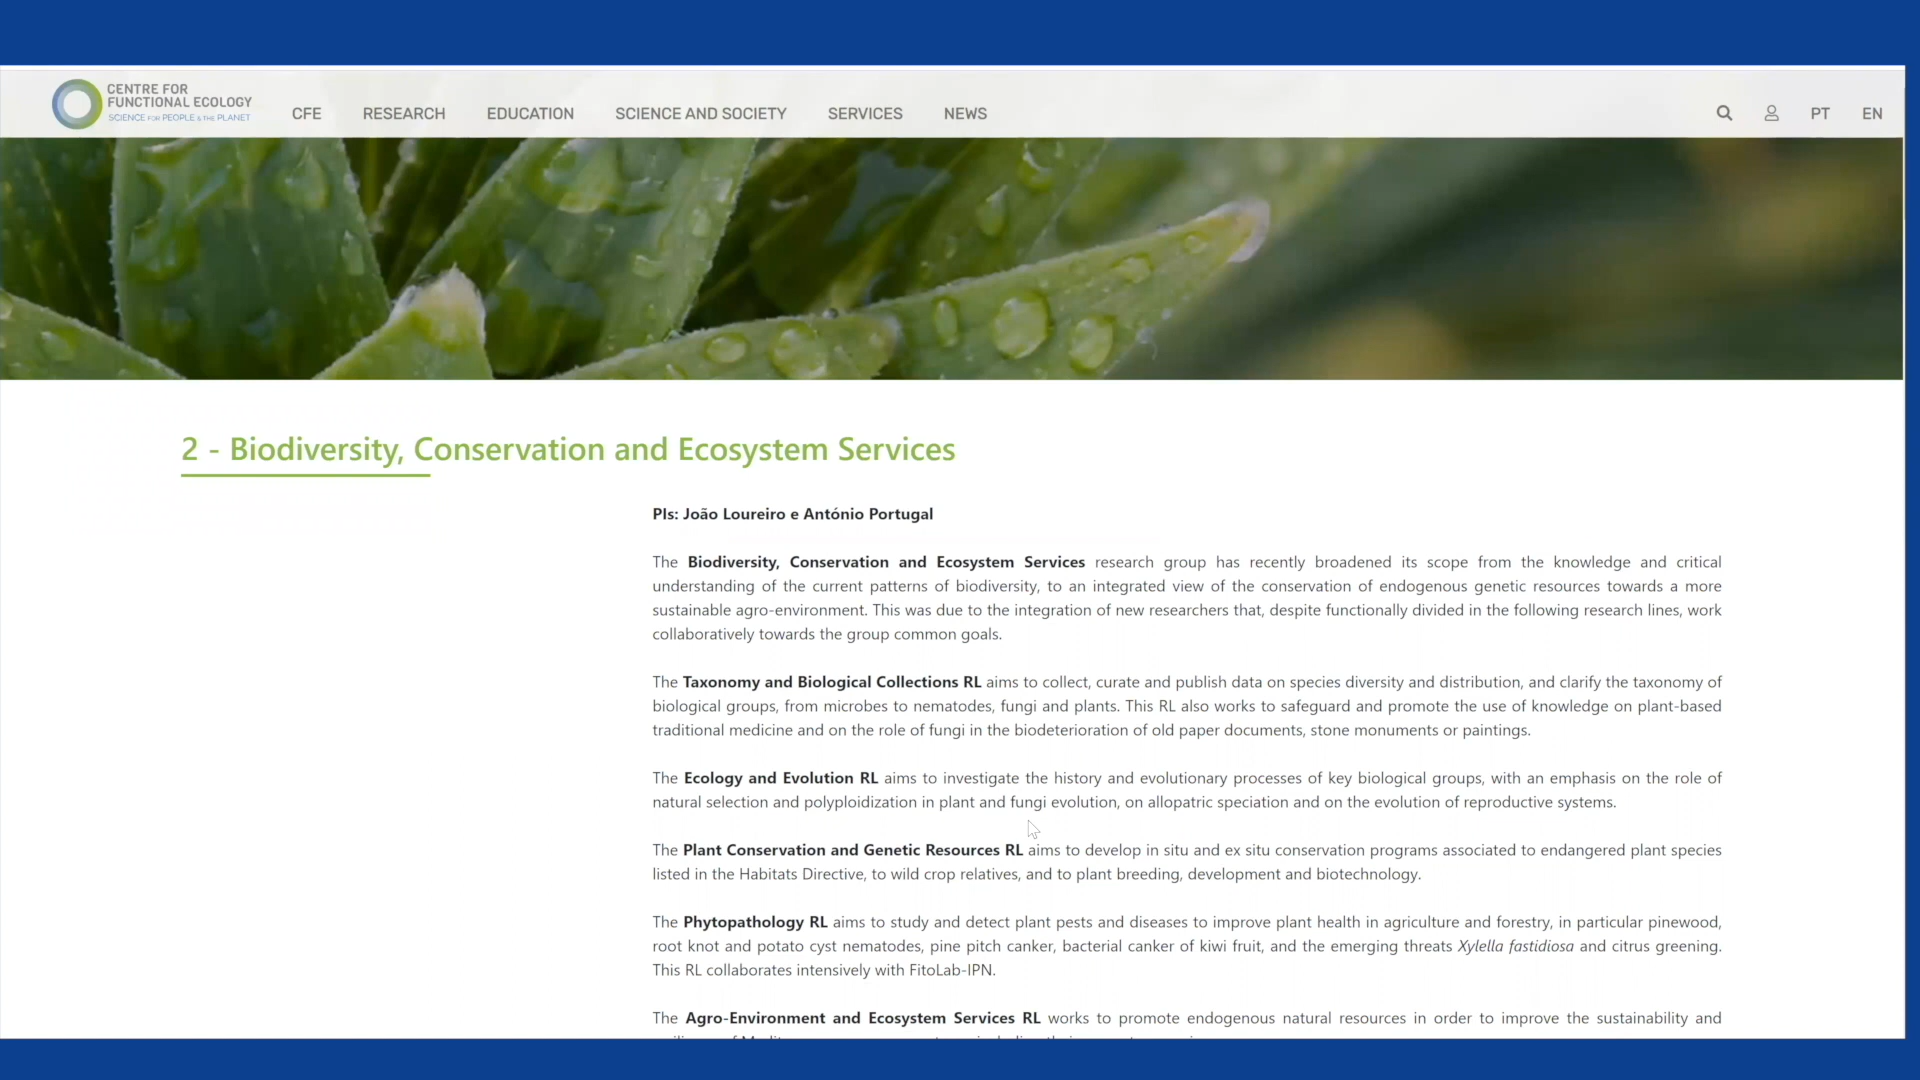 CENTRE FOR
FUNCTIONAL ECOLOGY
SCIENCE FOR PEOPLE & THE PLANET
CFE RESEARCH EDUCATION SCIENCE AND SOCIETY SERVICES NEWS PT EN
2 - Biodiversity, Conservation and Ecosystem Services
PIs: João Loureiro e António Portugal
The Biodiversity, Conservation and Ecosystem Services research group has recently broadened its scope from the knowledge and critical
understanding of the current patterns of biodiversity, to an integrated view of the conservation of endogenous genetic resources towards a more
sustainable agro-environment. This was due to the integration of new researchers that, despite functionally divided in the following research lines, work
collaboratively towards the group common goals.
The Taxonomy and Biological Collections RL aims to collect, curate and publish data on species diversity and distribution, and clarify the taxonomy of
biological groups, from microbes to nematodes, fungi and plants. This RL also works to safeguard and promote the use of knowledge on plant-based
traditional medicine and on the role of fungi in the biodeterioration of old paper documents, stone monuments or paintings.
The Ecology and Evolution RL aims to investigate the history and evolutionary processes of key biological groups, with an emphasis on the role of
natural selection and polyploidization in plant and fungi evolution, on allopatric speciation and on the evolution of reproductive systems.
The Plant Conservation and Genetic Resources RL aims to develop in situ and ex situ conservation programs associated to endangered plant species
listed in the Habitats Directive, to wild crop relatives, and to plant breeding, development and biotechnology.
The Phytopathology RL aims to study and detect plant pests and diseases to improve plant health in agriculture and forestry, in particular pinewood,
root knot and potato cyst nematodes, pine pitch canker, bacterial canker of kiwi fruit, and the emerging threats Xylella fastidiosa and citrus greening.
This RL collaborates intensively with FitoLab-IPN.
The Agro-Environment and Ecosystem Services RL works to promote endogenous natural resources in order to improve the sustainability and